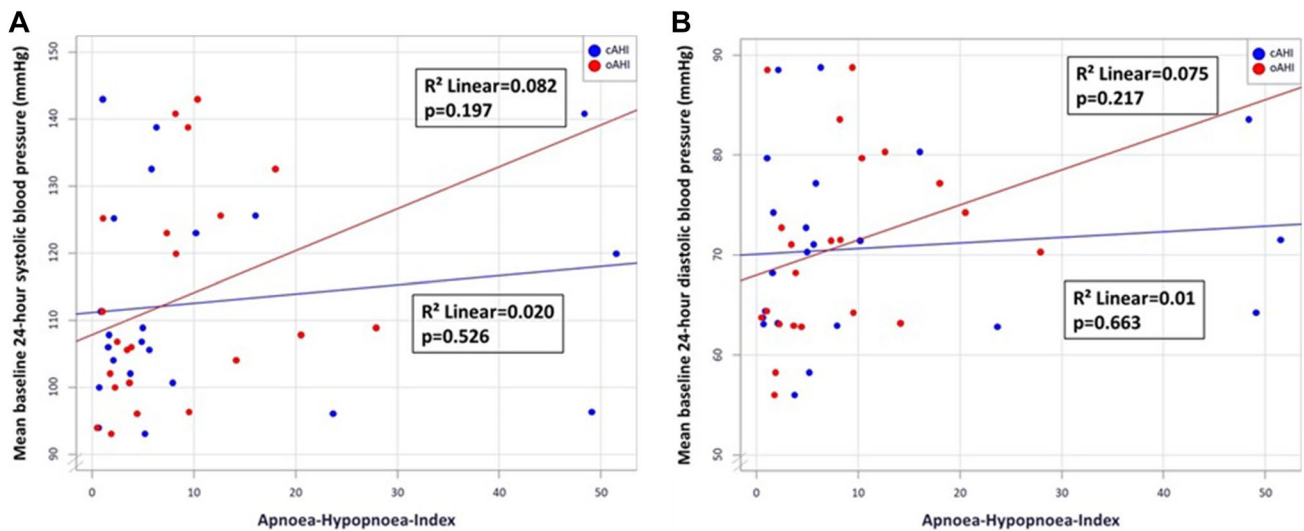 A
Mean baseline 24-hour systolic blood pressure (mmHg)
150
140
130
120
110
100
90
cAHI
oAHI
R² Linear=0.082
p=0.197
R² Linear=0.020
p=0.526
0 10 20 30 40 50
Apnoea-Hypopnoea-Index
B
Mean baseline 24-hour diastolic blood pressure (mmHg)
90
80
70
60
50
cAHI
oAHI
R² Linear=0.075
p=0.217
R² Linear=0.01
p=0.663
0 10 20 30 40 50
Apnoea-Hypopnoea-Index